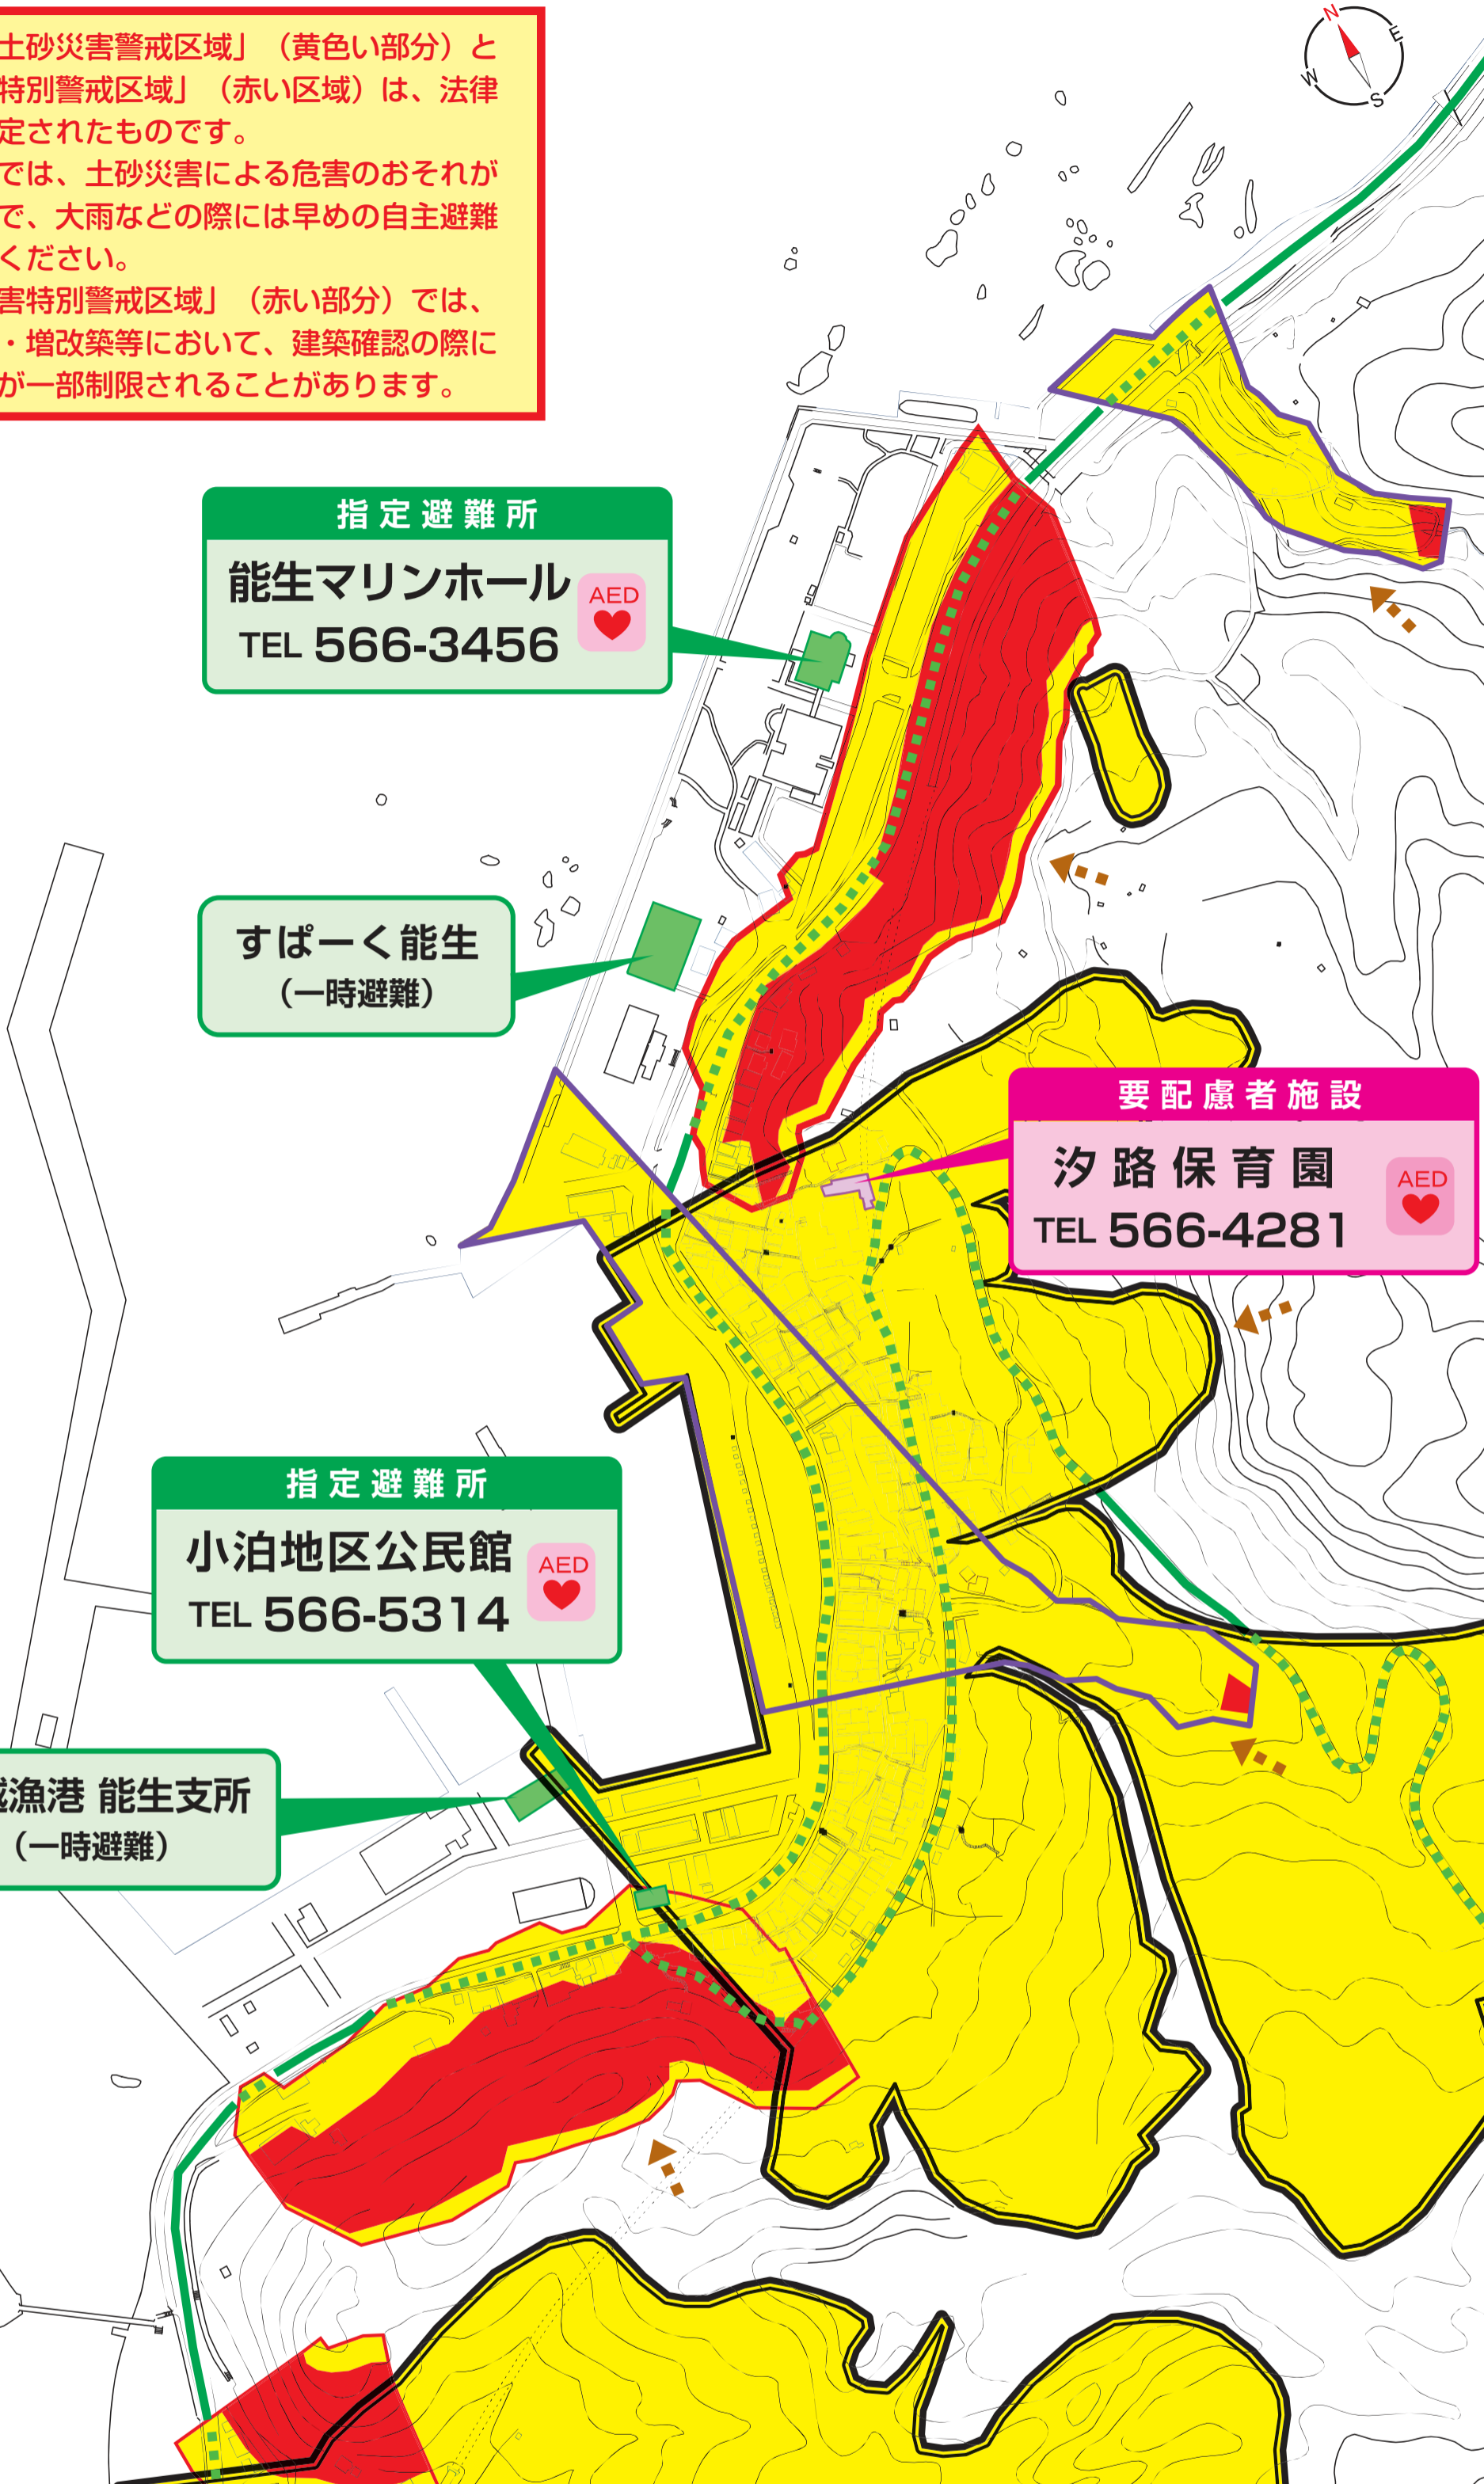 土砂災害警戒区域」（黄色い部分）と
特別警戒区域」（赤い区域）は、法律
定されたものです。
では、土砂災害による危害のおそれが
で、大雨などの際には早めの自主避難
ください。
害特別警戒区域」（赤い部分）では、
・増改築等において、建築確認の際に
が一部制限されることがあります。
N
E
W
S
指定避難所
能生マリンホール
TEL 566-3456
AED
すぱーく能生
（一時避難）
要配慮者施設
汐路保育園
TEL 566-4281
AED
指定避難所
小泊地区公民館
TEL 566-5314
AED
漁港 能生支所
（一時避難）